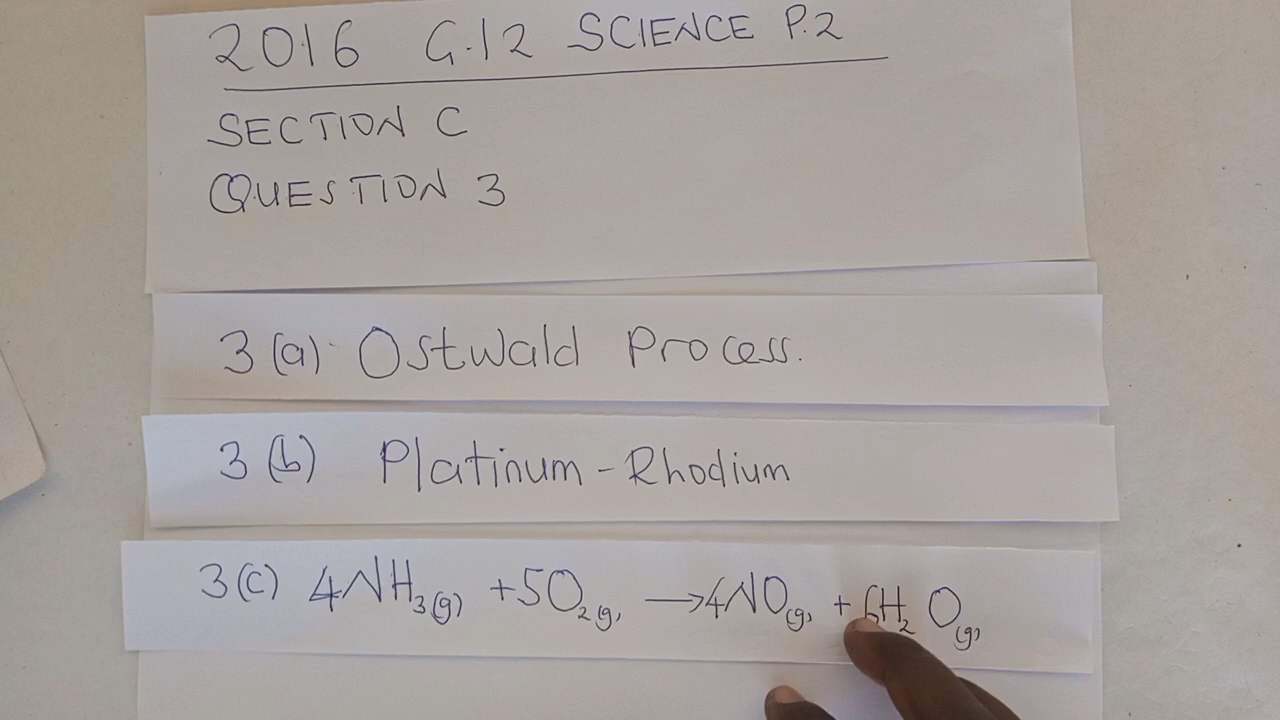 2016 G.12 SCIENCE P.2
SECTION C
QUESTION 3
3(a) Ostwald Process.
3(b) Platinum-Rhodium
3(c) 4NH₃(g) + 5O₂(g) → 4NO(g) + 6H₂O(g)